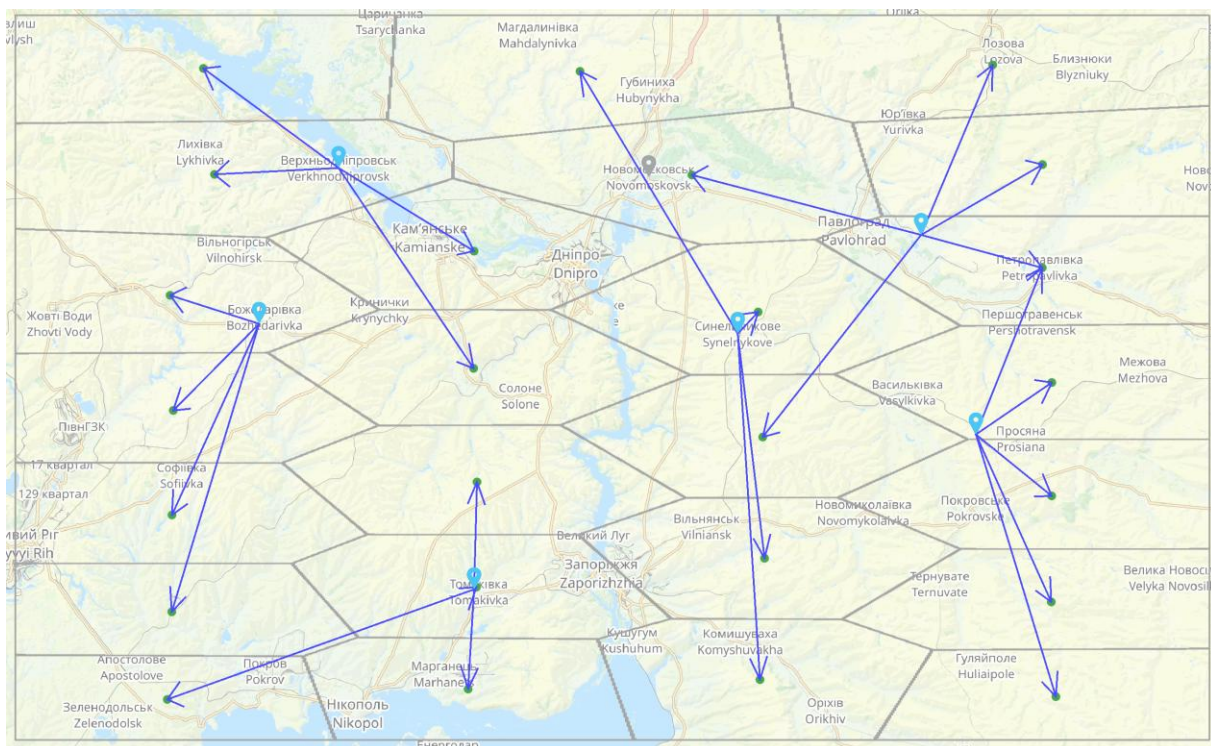 Царичанка
Tsarychanka
Магдалинівка
Mahdalynivka
Лозова
Lozova
Близнюки
Blyzniuky
Губиниха
Hubynykha
Юр'ївка
Yurivka
Лихівка
Lykhivka
Верхньодніпровськ
Verkhnodniprovsk
Новомосковськ
Novomoskovsk
Вільногірськ
Vilnohirsk
Кам'янське
Kamianske
Дніпро
Dnipro
Павлоград
Pavlohrad
Петропавлівка
Petropavlivka
Жовті Води
Zhovti Vody
Божедарівка
Bozhedarivka
Кринички
Krynychky
Синельникове
Synelnykove
Першотравенськ
Pershotravensk
Межова
Mezhova
Солоне
Solone
Васильківка
Vasylkivka
ПівнГЗК
Просяна
Prosiana
17 квартал
Софіївка
Sofiivka
129 квартал
Покровське
Pokrovske
Новомиколаївка
Novomykolaivka
Вільнянськ
Vilniansk
Великий Луг
Запоріжжя
Zaporizhzhia
Томаківка
Tomakivka
Тернувате
Ternuvate
Кушугум
Kushuhum
Комишуваха
Komyshuvakha
Апостолове
Apostolove
Покров
Pokrov
Марганець
Marhanets
Гуляйполе
Huliaipole
Зеленодольськ
Zelenodolsk
Нікополь
Nikopol
Оріхів
Orikhiv
Енергодар